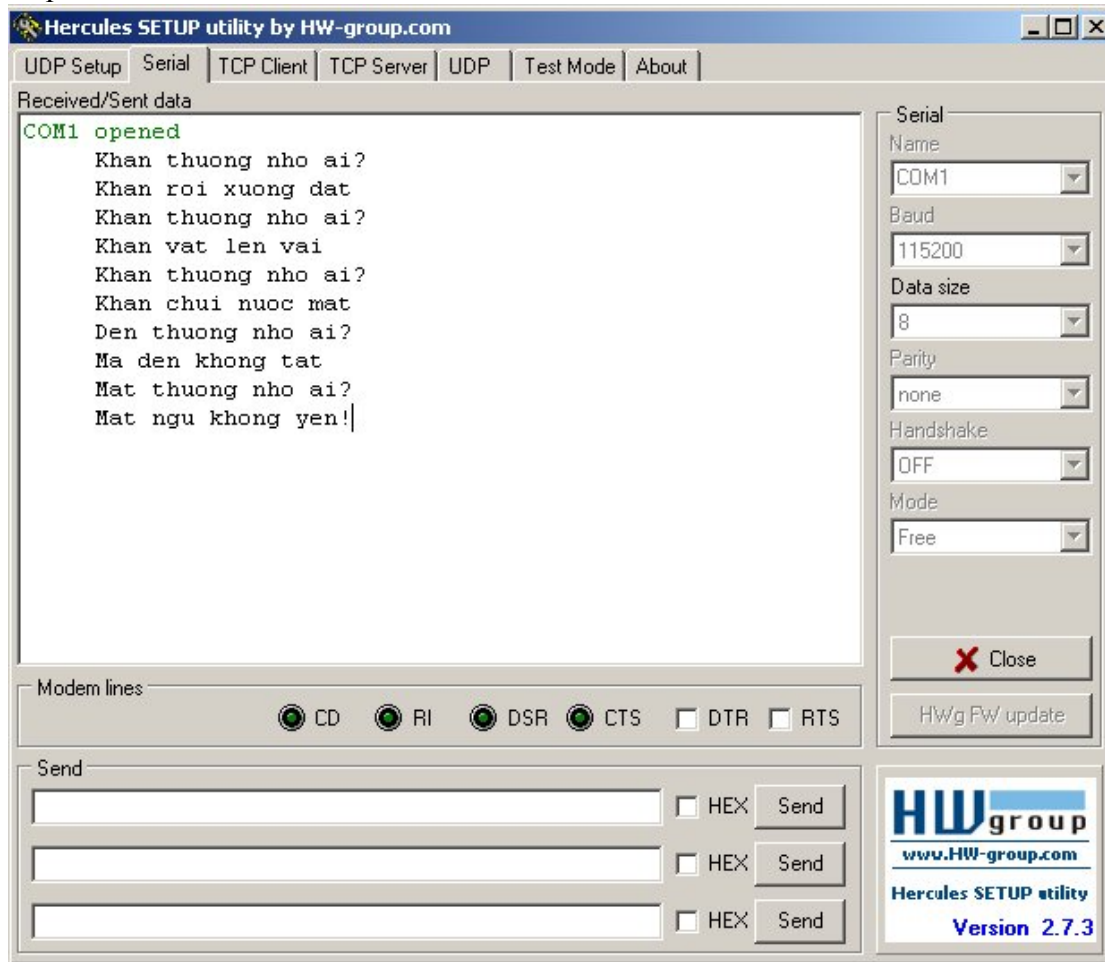 Hercules SETUP utility by HW-group.com
UDP Setup Serial TCP Client TCP Server UDP Test Mode About
Received/Sent data
COM1 opened
Khan thuong nho ai?
Khan roi xuong dat
Khan thuong nho ai?
Khan vat len vai
Khan thuong nho ai?
Khan chui nuoc mat
Den thuong nho ai?
Ma den khong tat
Mat thuong nho ai?
Mat ngu khong yen!
Serial
Name
COM1
Baud
115200
Data size
8
Parity
none
Handshake
OFF
Mode
Free
Close
HWg FW update
Modem lines
CD RI DSR CTS DTR RTS
Send
HEX Send
HEX Send
HEX Send
HW group
www.HW-group.com
Hercules SETUP utility
Version 2.7.3